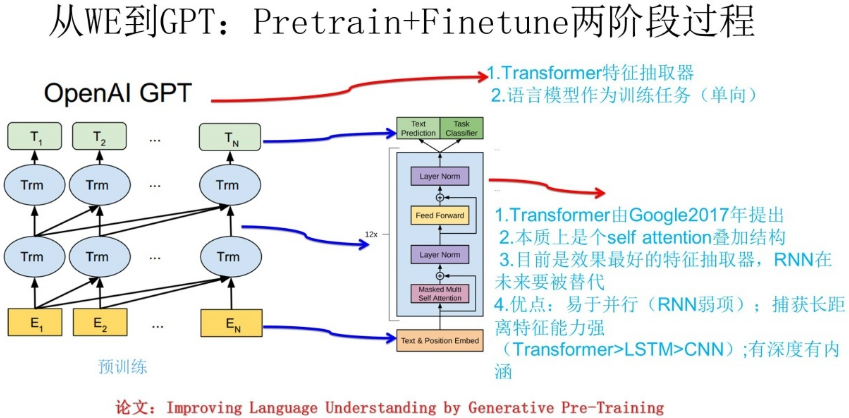 从WE到GPT：Pretrain+Finetune两阶段过程
OpenAI GPT
1.Transformer特征抽取器
2.语言模型作为训练任务（单向）
T1 T2 ... TN
Trm Trm ... Trm
Trm Trm ... Trm
E1 E2 ... EN
预训练
Text Prediction
Task Classifier
Layer Norm
Feed Forward
12x
Layer Norm
Masked Multi
Self Attention
Text & Position Embed
1.Transformer由Google2017年提出
2.本质上是个self attention叠加结构
3.目前是效果最好的特征抽取器，RNN在
未来要被替代
4.优点：易于并行（RNN弱项）；捕获长距
离特征能力强
（Transformer>LSTM>CNN）;有深度有内
涵
论文：Improving Language Understanding by Generative Pre-Training